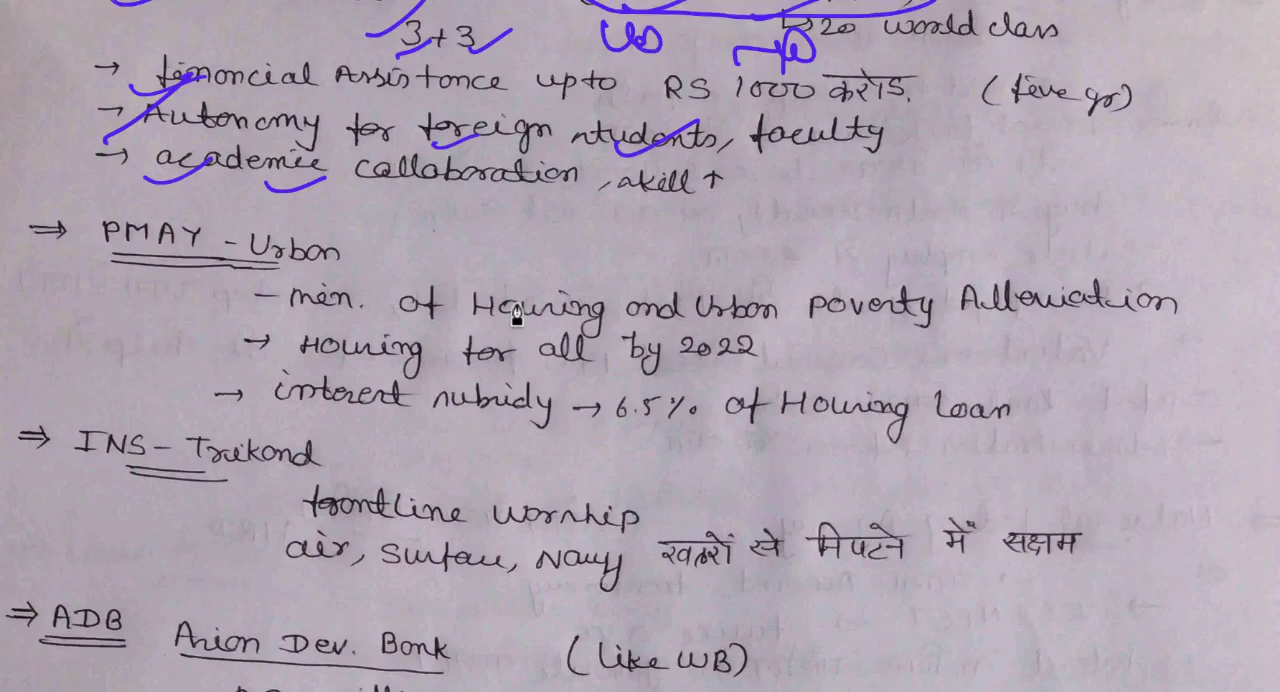 3+3 → 20 world class
→ financial Assistance upto RS 1000 करोड. (five yr)
→ Autonomy for foreign students, faculty
→ academic collaboration, skill ↑
⇒ PMAY - Urban
- min. of Housing and Urban poverty Alleviation
→ Housing for all by 2022
→ interest subsidy → 6.5% of Housing Loan
⇒ INS - Trikand
frontline warship
air, surface, Navy खतरों से निपटने में सक्षम
⇒ ADB Asian Dev. Bank (like WB)